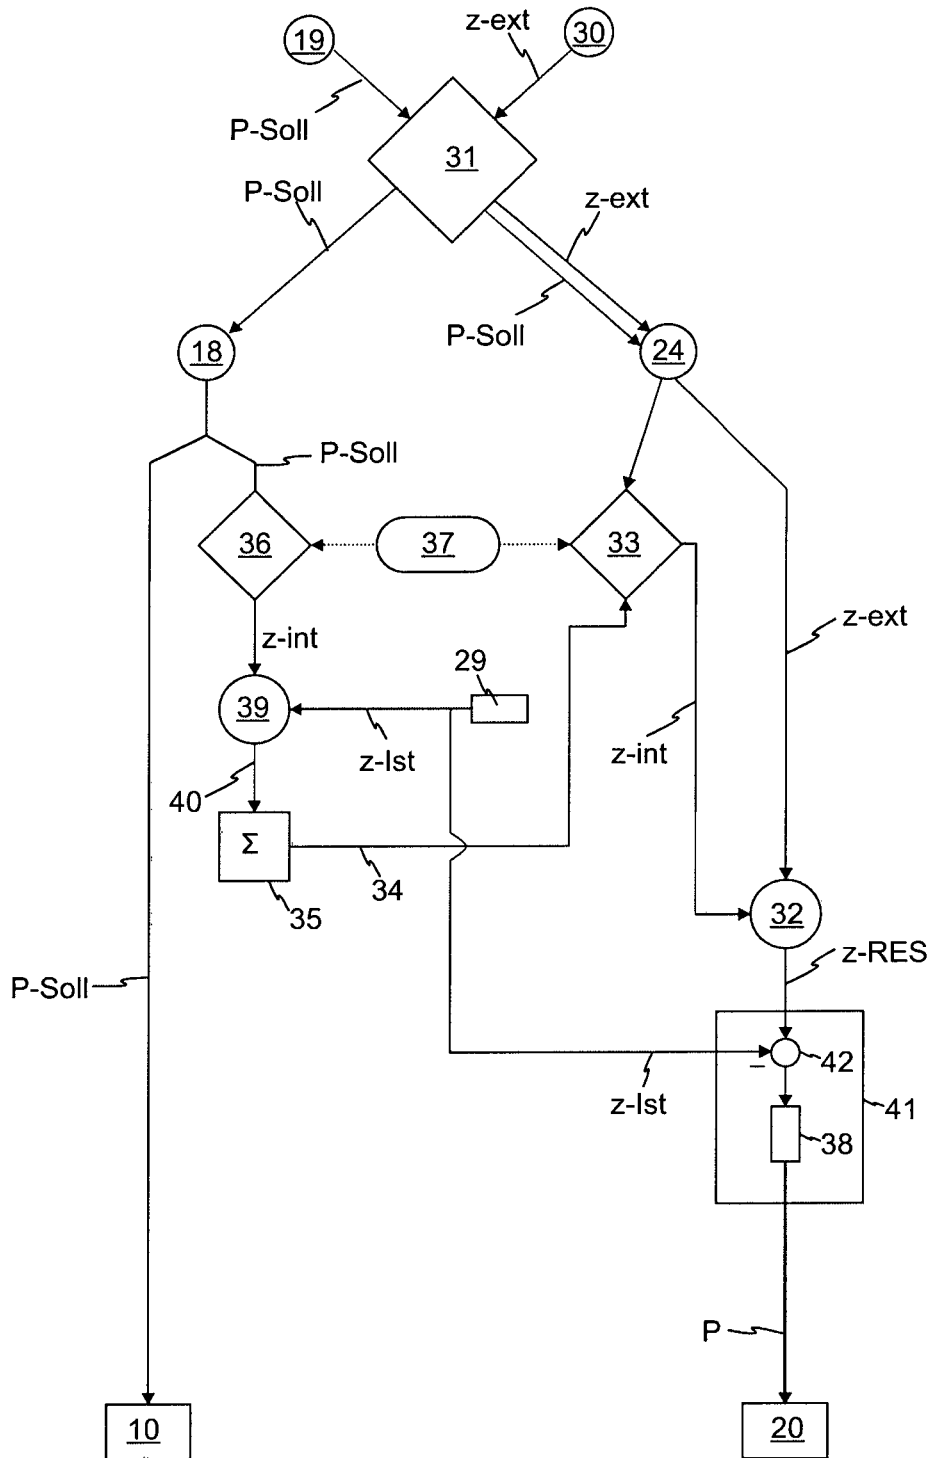 19
z-ext
30
P-Soll
31
P-Soll
z-ext
P-Soll
18
24
P-Soll
36
37
33
z-int
z-ext
29
39
z-Ist
z-int
40
Σ
34
35
32
z-RES
P-Soll
42
–
z-Ist
41
38
P
10
20